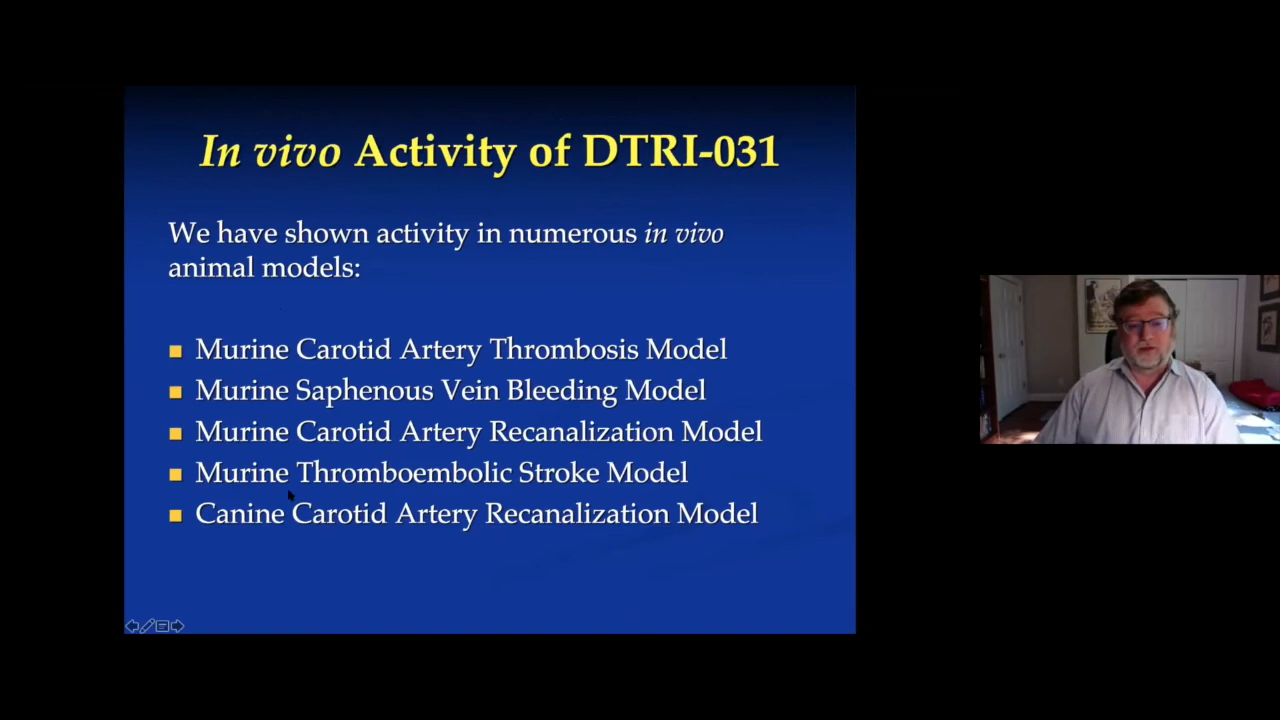 In vivo Activity of DTRI-031
We have shown activity in numerous in vivo
animal models:
Murine Carotid Artery Thrombosis Model
Murine Saphenous Vein Bleeding Model
Murine Carotid Artery Recanalization Model
Murine Thromboembolic Stroke Model
Canine Carotid Artery Recanalization Model